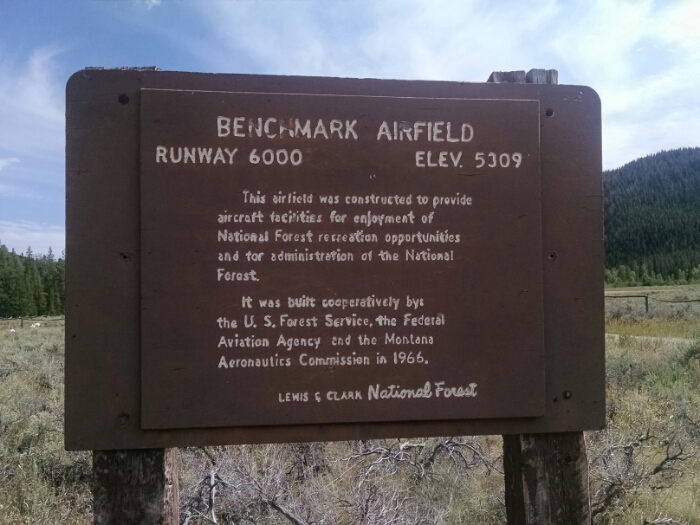 BENCHMARK AIRFIELD
RUNWAY 6000 ELEV. 5309
This airfield was constructed to provide
aircraft facilities for enjoyment of
National Forest recreation opportunities
and for administration of the National
Forest.
It was built cooperatively by:
the U. S. Forest Service, the Federal
Aviation Agency and the Montana
Aeronautics Commission in 1966.
LEWIS & CLARK National Forest